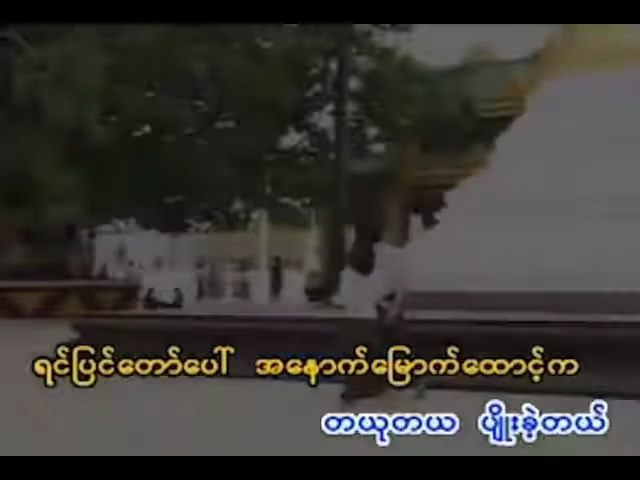 ရင်ပြင်တော်ပေါ် အနောက်မြောက်ထောင့်က
တယုတယ ပျိုးခဲ့တယ်